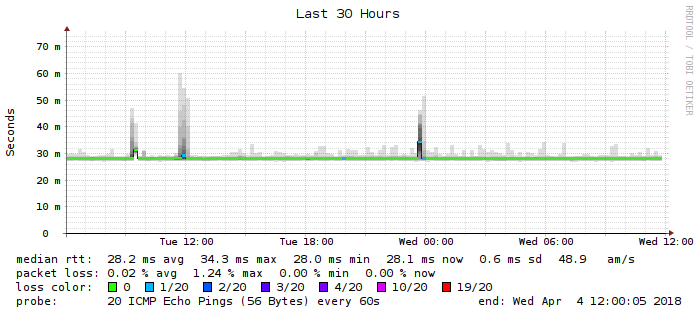 Last 30 Hours
RRDTOOL / TOBI OETIKER
Seconds
70 m
60 m
50 m
40 m
30 m
20 m
10 m
0
Tue 12:00 Tue 18:00 Wed 00:00 Wed 06:00 Wed 12:00
median rtt: 28.2 ms avg 34.3 ms max 28.0 ms min 28.1 ms now 0.6 ms sd 48.9 am/s
packet loss: 0.02 % avg 1.24 % max 0.00 % min 0.00 % now
loss color: 0 1/20 2/20 3/20 4/20 10/20 19/20
probe: 20 ICMP Echo Pings (56 Bytes) every 60s end: Wed Apr 4 12:00:05 2018